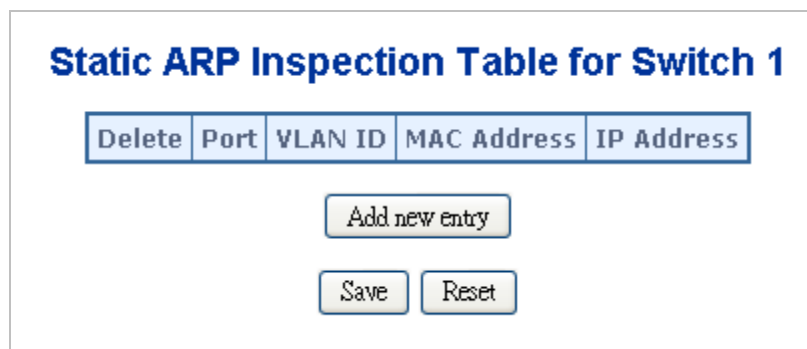 Static ARP Inspection Table for Switch 1
Delete Port VLAN ID MAC Address IP Address
Add new entry
Save Reset